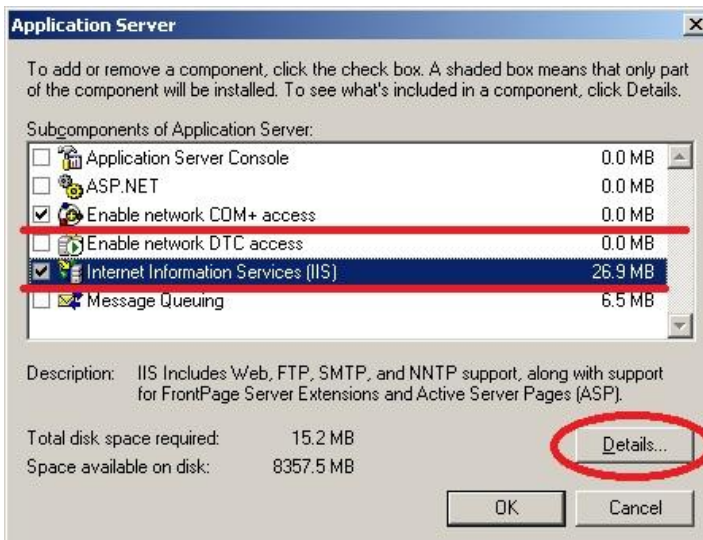 Application Server
To add or remove a component, click the check box. A shaded box means that only part
of the component will be installed. To see what's included in a component, click Details.
Subcomponents of Application Server:
Application Server Console 0.0 MB
ASP.NET 0.0 MB
Enable network COM+ access 0.0 MB
Enable network DTC access 0.0 MB
Internet Information Services (IIS) 26.9 MB
Message Queuing 6.5 MB
Description: IIS Includes Web, FTP, SMTP, and NNTP support, along with support
for FrontPage Server Extensions and Active Server Pages (ASP).
Total disk space required: 15.2 MB
Space available on disk: 8357.5 MB
Details...
OK Cancel